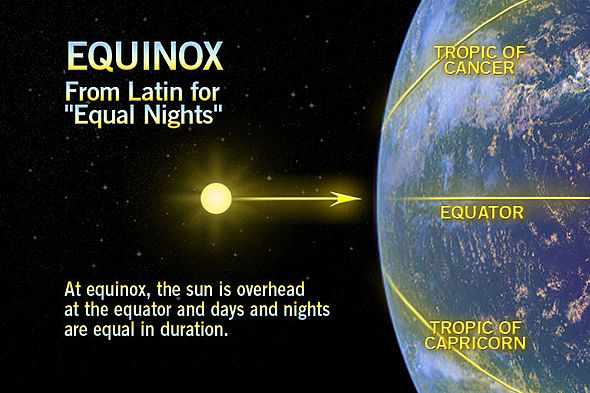 EQUINOX
From Latin for
"Equal Nights"
At equinox, the sun is overhead
at the equator and days and nights
are equal in duration.
TROPIC OF
CANCER
EQUATOR
TROPIC OF
CAPRICORN